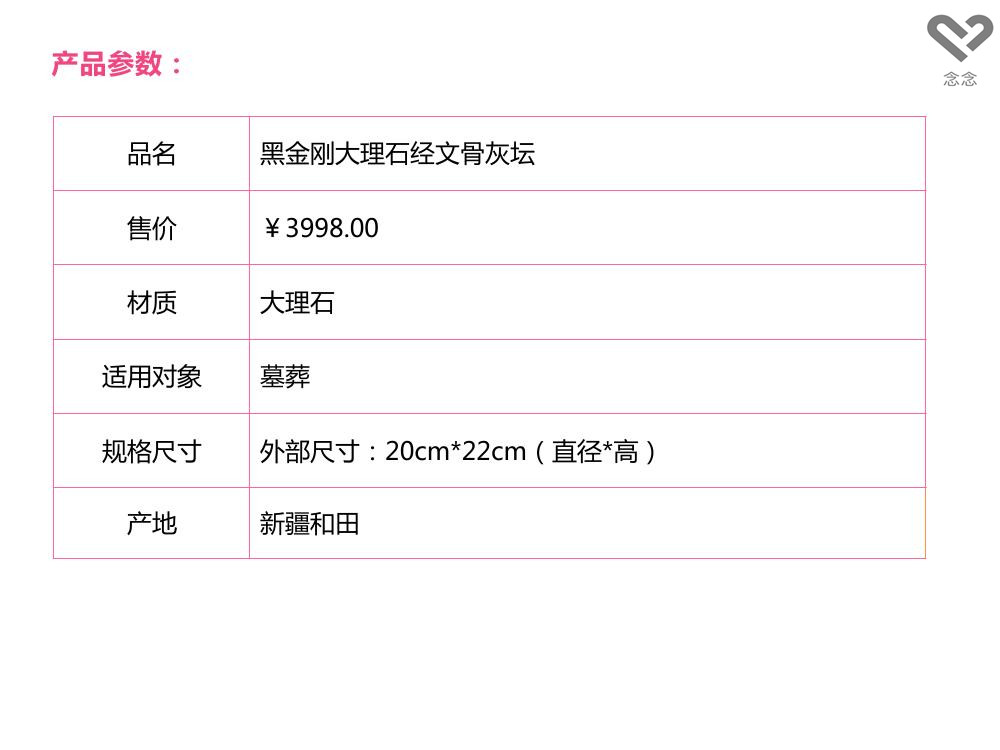 产品参数：
念念
品名 黑金刚大理石经文骨灰坛
售价 ￥3998.00
材质 大理石
适用对象 墓葬
规格尺寸 外部尺寸：20cm*22cm（直径*高）
产地 新疆和田